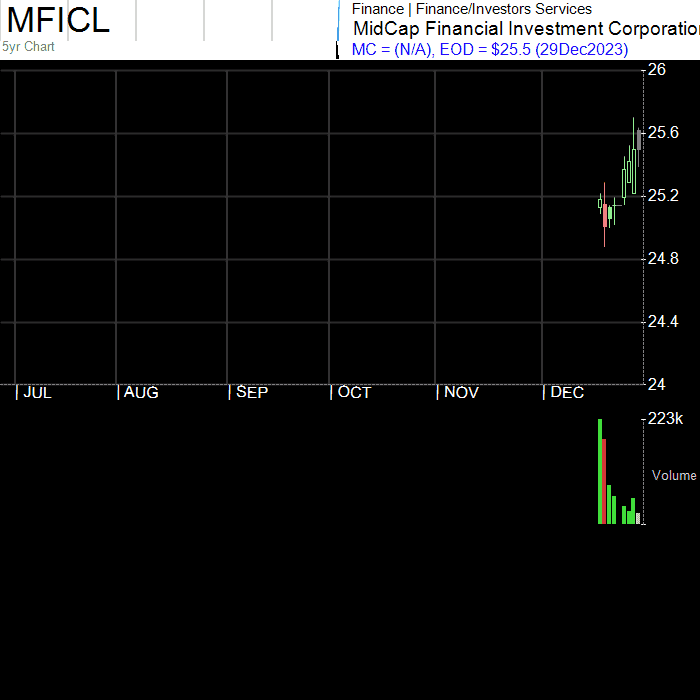 MFICL
5yr Chart
Finance | Finance/Investors Services
MidCap Financial Investment Corporation
MC = (N/A), EOD = $25.5 (29Dec2023)
26
25.6
25.2
24.8
24.4
24
| JUL | AUG | SEP | OCT | NOV | DEC
223k
Volume